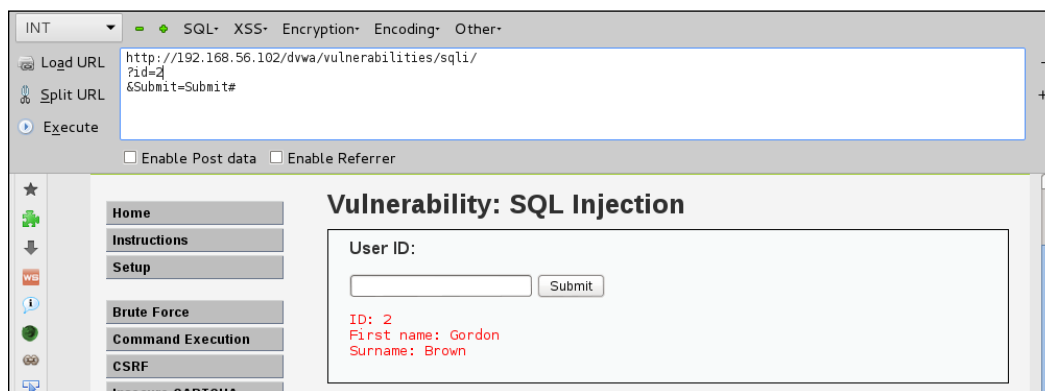 INT SQL- XSS- Encryption- Encoding- Other-
Load URL
Split URL
Execute
http://192.168.56.102/dvwa/vulnerabilities/sqli/
?id=2
&Submit=Submit#
Enable Post data Enable Referrer
Home
Instructions
Setup
Brute Force
Command Execution
CSRF
Vulnerability: SQL Injection
User ID:
Submit
ID: 2
First name: Gordon
Surname: Brown